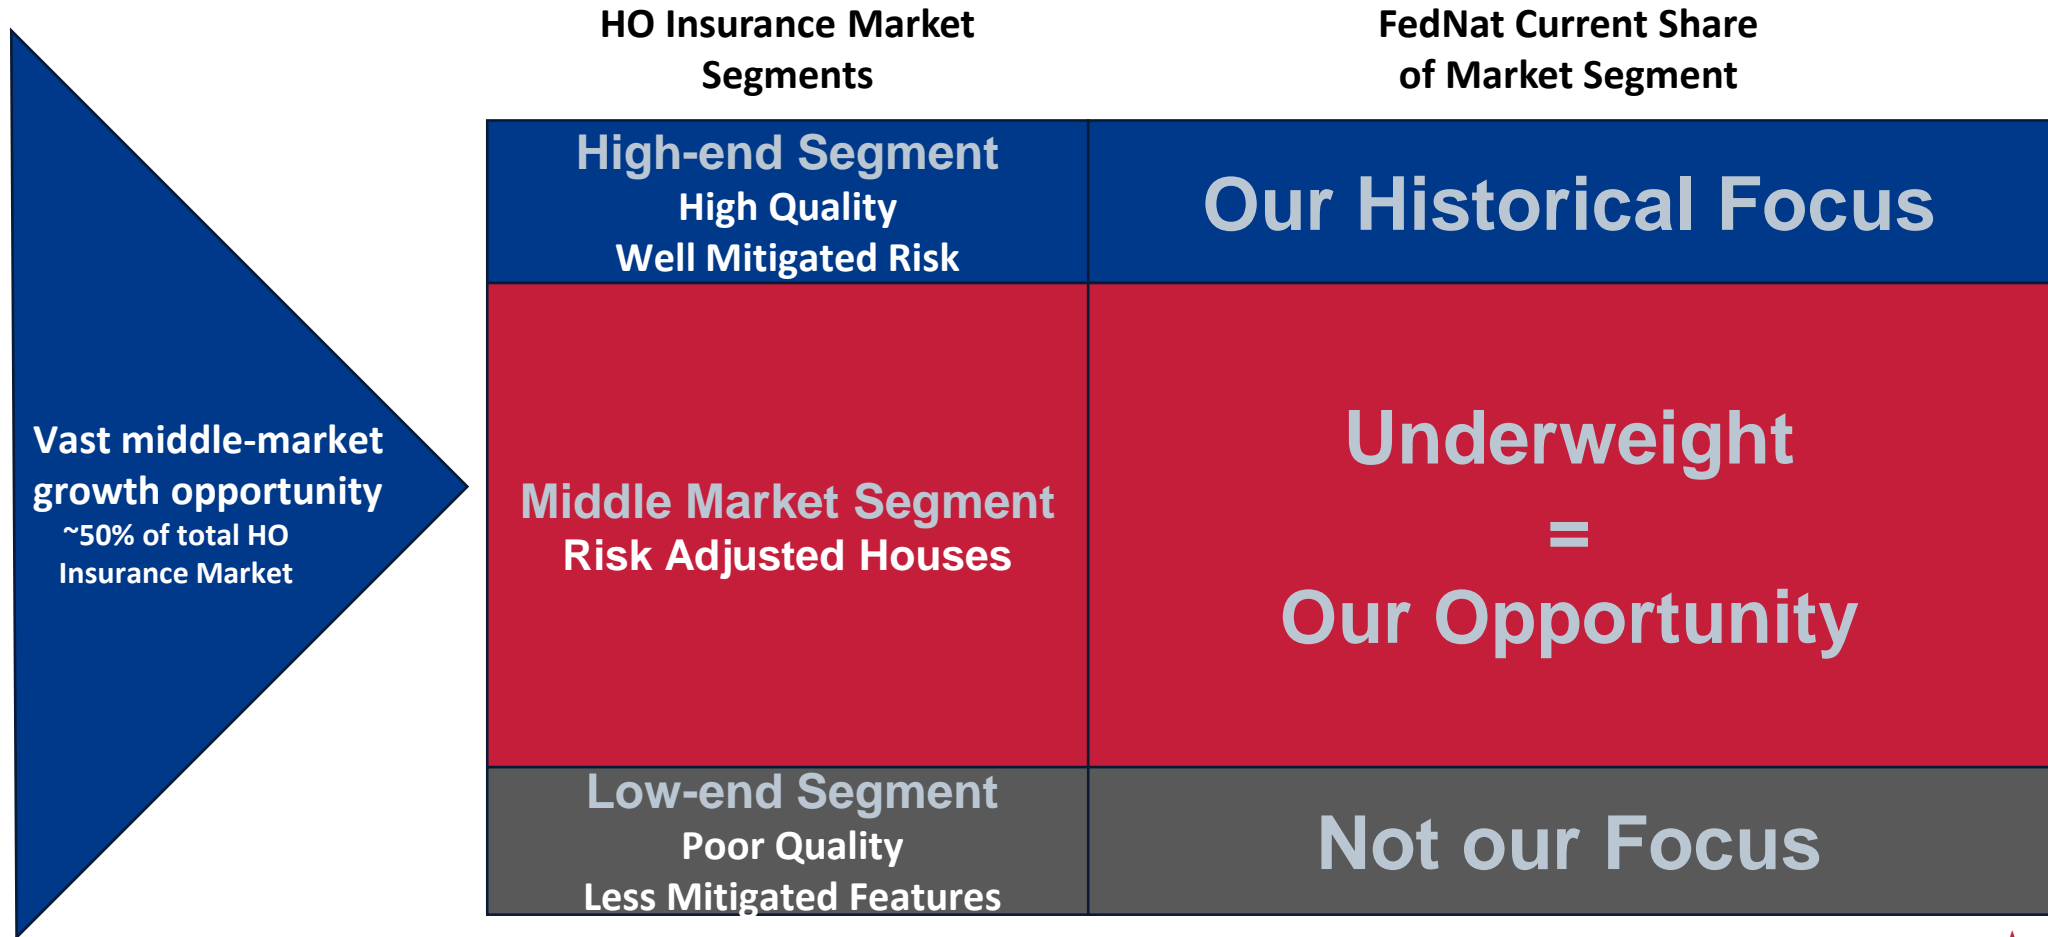 HO Insurance Market
Segments
FedNat Current Share
of Market Segment
High-end Segment
High Quality
Well Mitigated Risk
Our Historical Focus
Vast middle-market
growth opportunity
~50% of total HO
Insurance Market
Middle Market Segment
Risk Adjusted Houses
Underweight
=
Our Opportunity
Low-end Segment
Poor Quality
Less Mitigated Features
Not our Focus